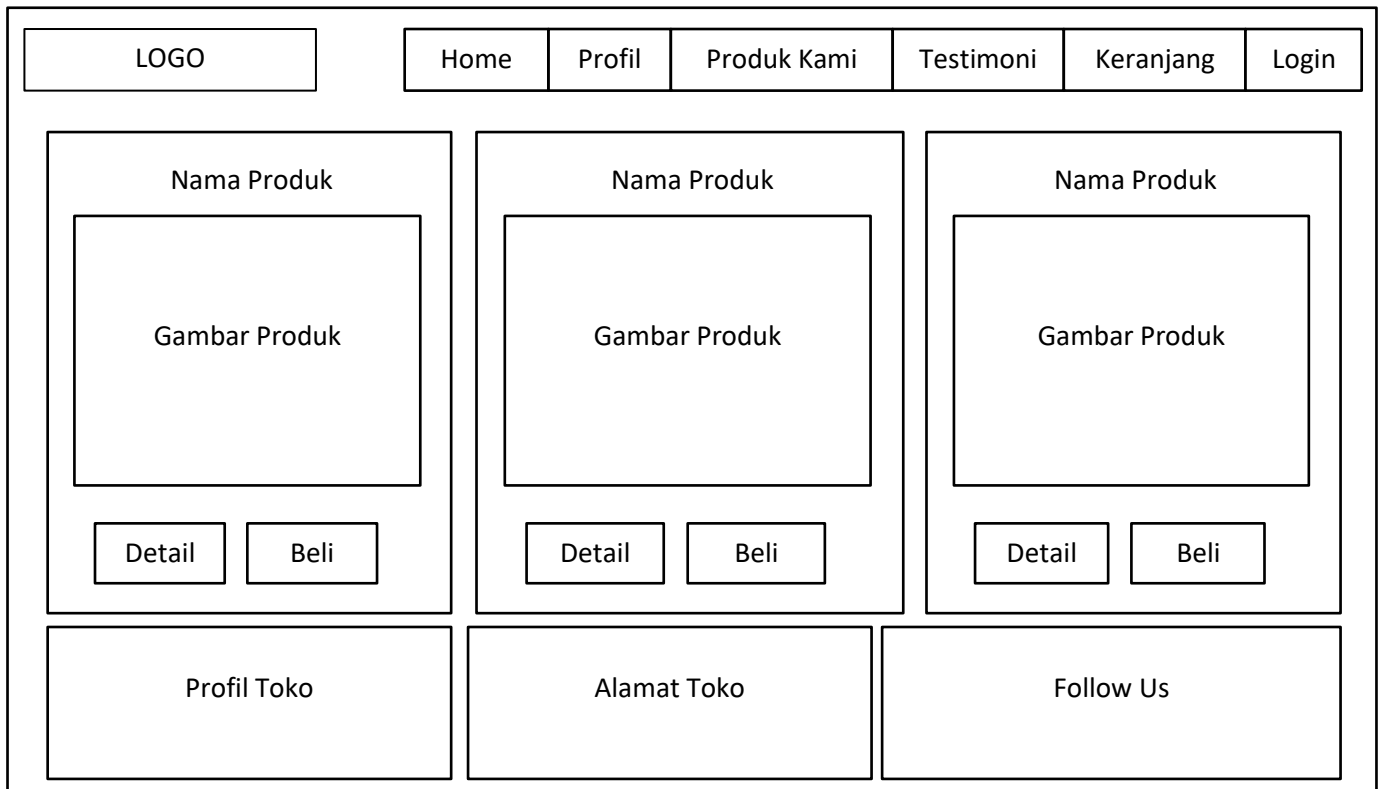 LOGO
Home Profil Produk Kami Testimoni Keranjang Login
Nama Produk Nama Produk Nama Produk
Gambar Produk Gambar Produk Gambar Produk
Detail Beli Detail Beli Detail Beli
Profil Toko Alamat Toko Follow Us